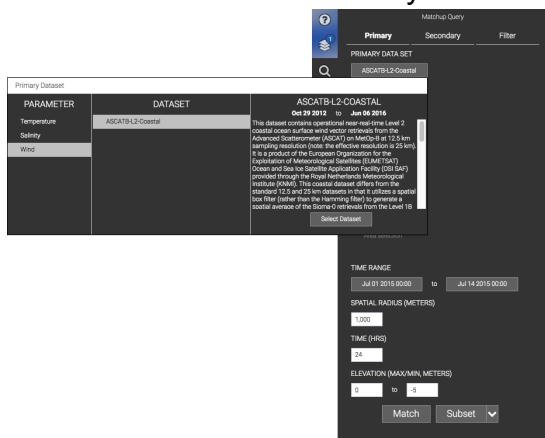 Matchup Query
Primary Secondary Filter
PRIMARY DATA SET
ASCATB-L2-Coastal
Primary Dataset
PARAMETER
Temperature
Salinity
Wind
DATASET
ASCATB-L2-Coastal
ASCATB-L2-COASTAL
Oct 29 2012 to Jun 06 2016
This dataset contains operational near-real-time Level 2
coastal ocean surface wind vector retrievals from the
Advanced Scatterometer (ASCAT) on MetOp-B at 12.5 km
sampling resolution (note: the effective resolution is 25 km).
It is a product of the European Organization for the
Exploitation of Meteorological Satellites (EUMETSAT)
Ocean and Sea Ice Satellite Application Facility (OSI SAF)
provided through the Royal Netherlands Meteorological
Institute (KNMI). This coastal dataset differs from the
standard 12.5 and 25 km datasets in that it utilizes a spatial
box filter (rather than the Hamming filter) to generate a
spatial average of the Sigma-0 retrievals from the Level 1B
Select Dataset
Area selection
TIME RANGE
Jul 01 2015 00:00 to Jul 14 2015 00:00
SPATIAL RADIUS (METERS)
1,000
TIME (HRS)
24
ELEVATION (MAX/MIN, METERS)
0 to -5
Match Subset